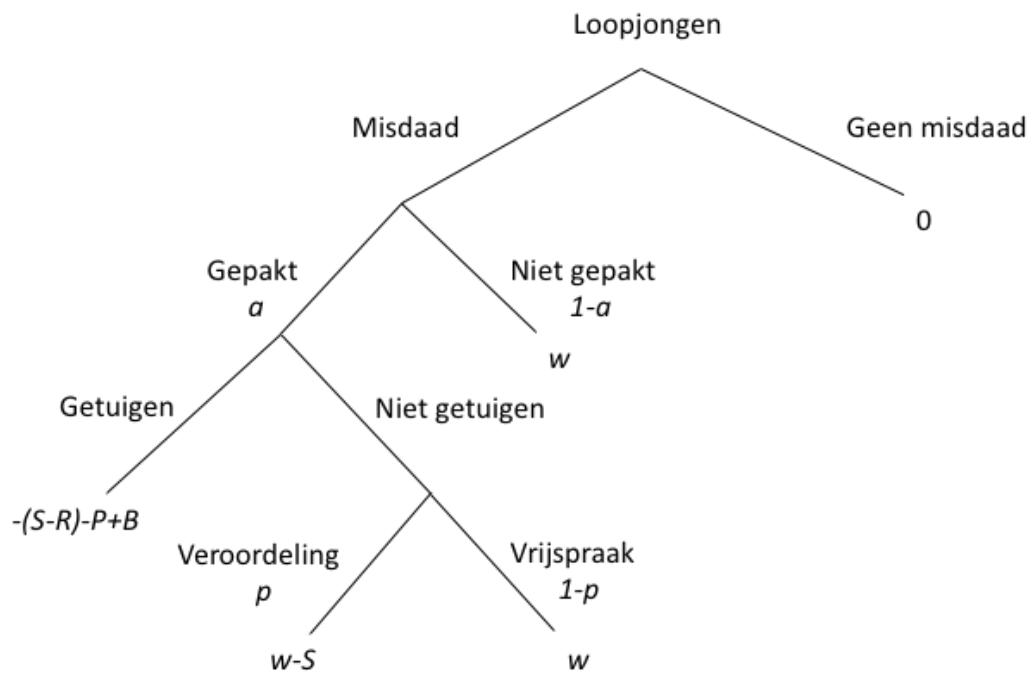 Loopjongen
Misdaad
Geen misdaad
0
Gepakt
a
Niet gepakt
1-a
w
Getuigen
Niet getuigen
-(S-R)-P+B
Veroordeling
p
Vrijspraak
1-p
w-S
w